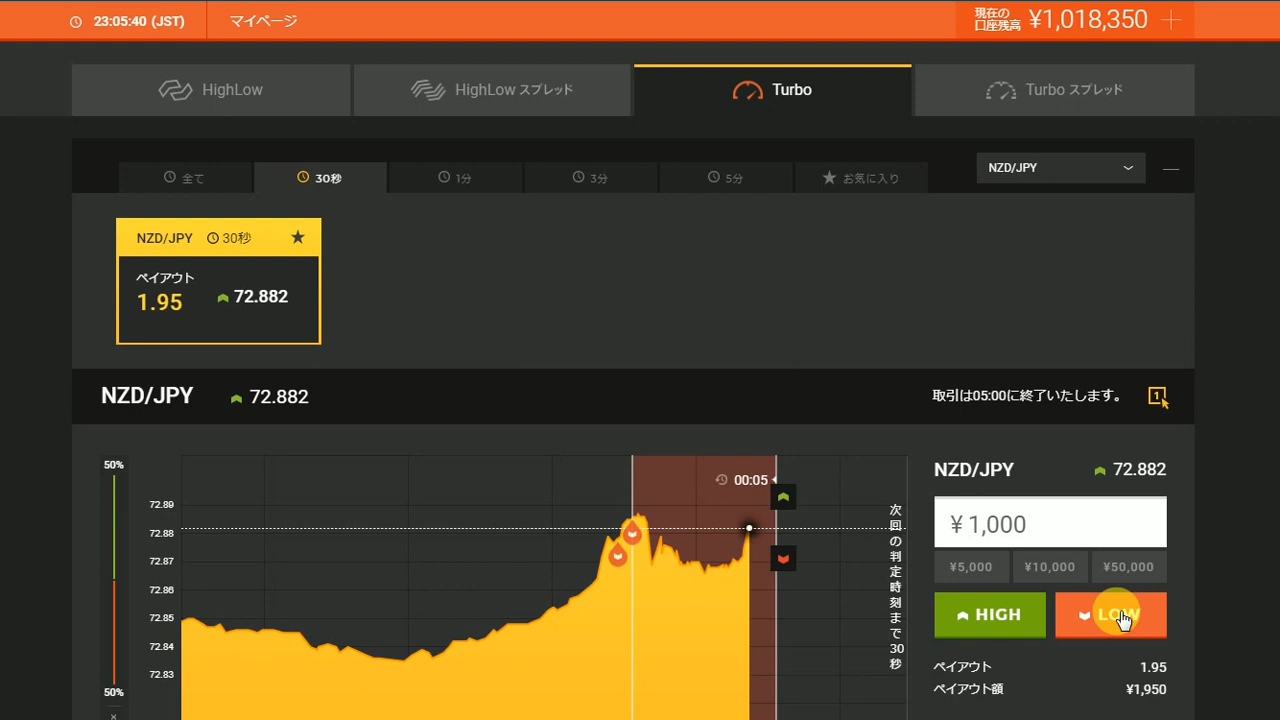 23:05:40 (JST) マイページ 現在の口座残高 ¥1,018,350
HighLow HighLow スプレッド Turbo Turbo スプレッド
全て 30秒 1分 3分 5分 お気に入り NZD/JPY
NZD/JPY 30秒
ペイアウト
1.95 72.882
NZD/JPY 72.882 取引は05:00に終了いたします。 1
50%
NZD/JPY 72.882
00:05
72.89
72.88
72.87
72.86
72.85
72.84
72.83
50%
次回の判定時刻まで30秒
¥ 1,000
¥5,000 ¥10,000 ¥50,000
HIGH LOW
ペイアウト 1.95
ペイアウト額 ¥1,950